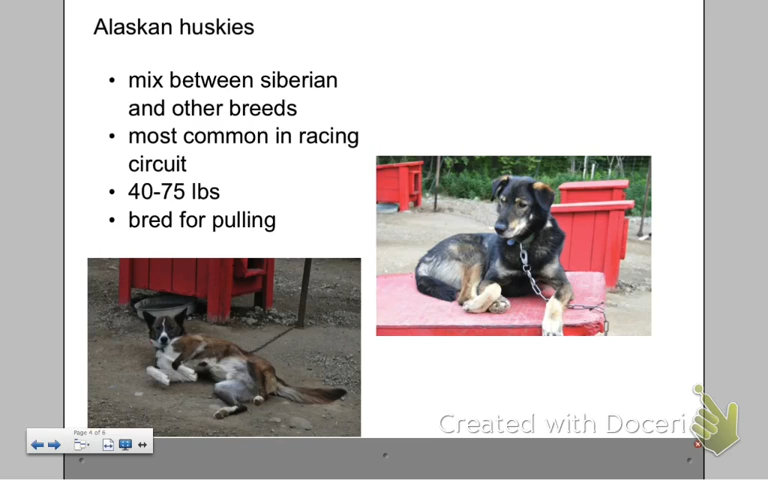 Alaskan huskies
• mix between siberian
and other breeds
• most common in racing
circuit
• 40-75 lbs
• bred for pulling
Created with Doceri
Page 4 of 6